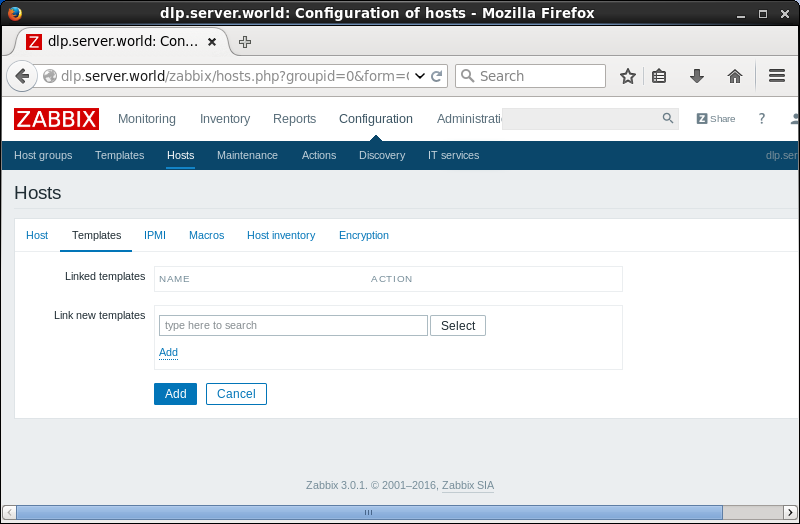 dlp.server.world: Configuration of hosts - Mozilla Firefox
Z dlp.server.world: Con...
dlp.server.world/zabbix/hosts.php?groupid=0&form=
Search
ZABBIX Monitoring Inventory Reports Configuration Administrati
Z Share ?
Host groups Templates Hosts Maintenance Actions Discovery IT services dlp.ser
Hosts
Host Templates IPMI Macros Host inventory Encryption
Linked templates NAME ACTION
Link new templates type here to search Select
Add
Add Cancel
Zabbix 3.0.1. © 2001–2016, Zabbix SIA